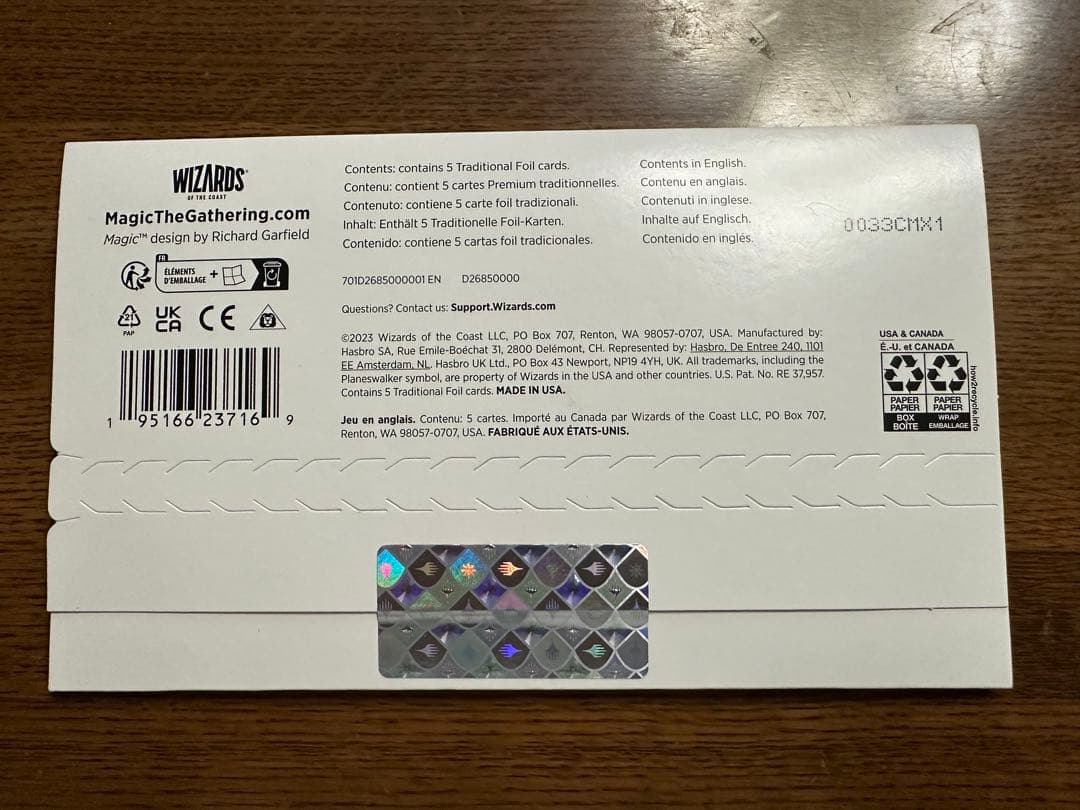 WIZARDS
OF THE COAST
MagicTheGathering.com
Magic™ design by Richard Garfield
FR
ÉLÉMENTS
D'EMBALLAGE +
21
PAP
UK
CA
CE
1 95166 23716 9
Contents: contains 5 Traditional Foil cards.
Contenu: contient 5 cartes Premium traditionnelles.
Contenuto: contiene 5 carte foil tradizionali.
Inhalt: Enthält 5 Traditionelle Foil-Karten.
Contenido: contiene 5 cartas foil tradicionales.
Contents in English.
Contenu en anglais.
Contenuti in inglese.
Inhalte auf Englisch.
Contenido en inglés.
0033CMX1
701D2685000001 EN D26850000
Questions? Contact us: Support.Wizards.com
©2023 Wizards of the Coast LLC, PO Box 707, Renton, WA 98057-0707, USA. Manufactured by:
Hasbro SA, Rue Emile-Boéchat 31, 2800 Delémont, CH. Represented by: Hasbro, De Entree 240, 1101
EE Amsterdam, NL. Hasbro UK Ltd., PO Box 43 Newport, NP19 4YH, UK. All trademarks, including the
Planeswalker symbol, are property of Wizards in the USA and other countries. U.S. Pat. No. RE 37,957.
Contains 5 Traditional Foil cards. MADE IN USA.
Jeu en anglais. Contenu: 5 cartes. Importé au Canada par Wizards of the Coast LLC, PO Box 707,
Renton, WA 98057-0707, USA. FABRIQUÉ AUX ÉTATS-UNIS.
USA & CANADA
É.-U. et CANADA
PAPER PAPER
PAPIER PAPIER
BOX WRAP
BOÎTE EMBALLAGE
how2recycle.info